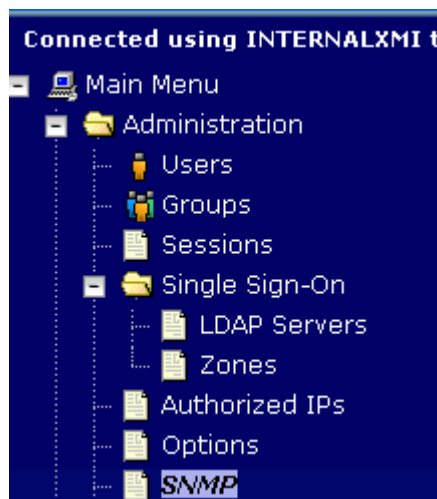 Connected using INTERNALXMI t
Main Menu
Administration
Users
Groups
Sessions
Single Sign-On
LDAP Servers
Zones
Authorized IPs
Options
SNMP